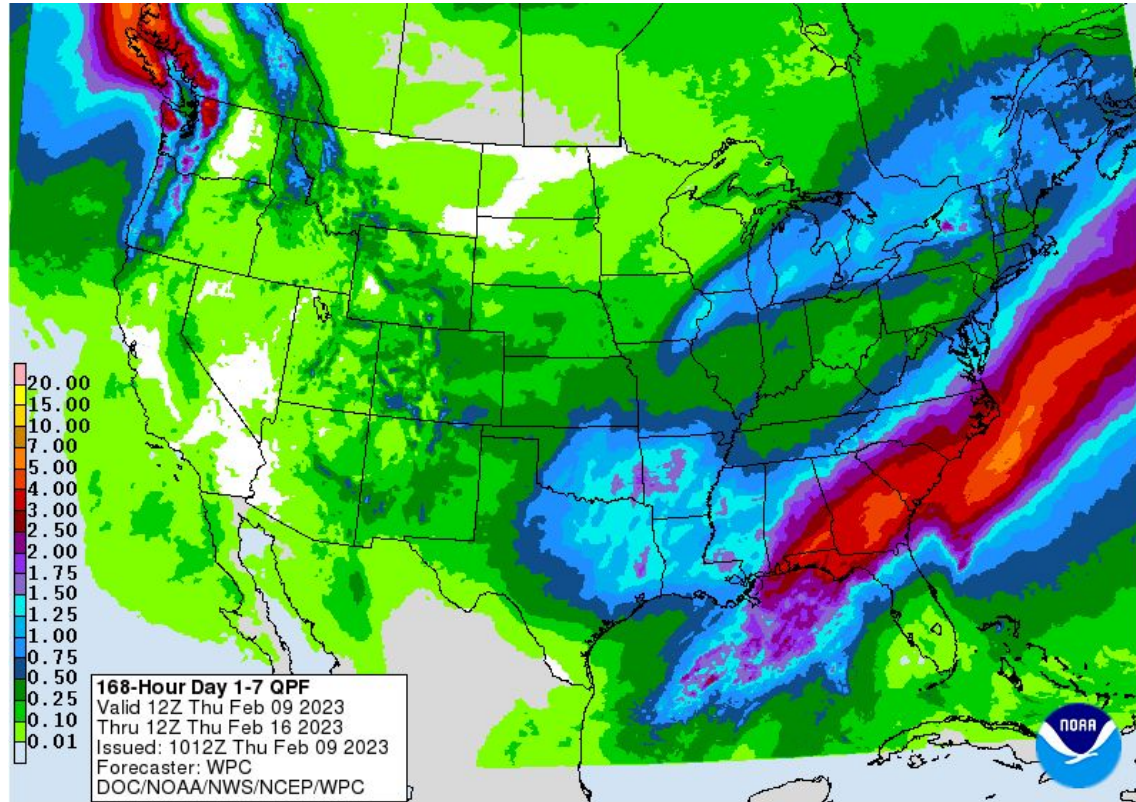 20.00
15.00
10.00
7.00
5.00
4.00
3.00
2.50
2.00
1.75
1.50
1.25
1.00
0.75
0.50
0.25
0.10
0.01
168-Hour Day 1-7 QPF
Valid 12Z Thu Feb 09 2023
Thru 12Z Thu Feb 16 2023
Issued: 1012Z Thu Feb 09 2023
Forecaster: WPC
DOC/NOAA/NWS/NCEP/WPC
NOAA